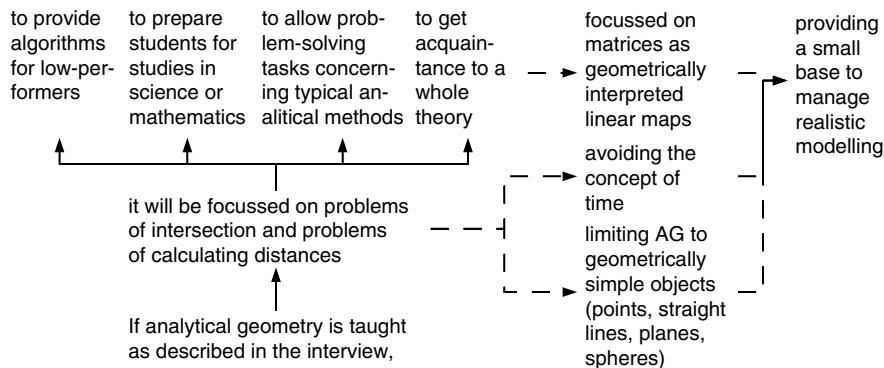 to provide
algorithms
for low-per-
formers
to prepare
students for
studies in
science or
mathematics
to allow prob-
lem-solving
tasks concern-
ing typical an-
alitical methods
to get
acquain-
tance to a
whole
theory
focussed on
matrices as
geometrically
interpreted
linear maps
providing
a small
base to
manage
realistic
modelling
avoiding the
concept of
time
it will be focussed on problems
of intersection and problems
of calculating distances
limiting AG to
geometrically
simple objects
(points, straight
lines, planes,
spheres)
If analytical geometry is taught
as described in the interview,